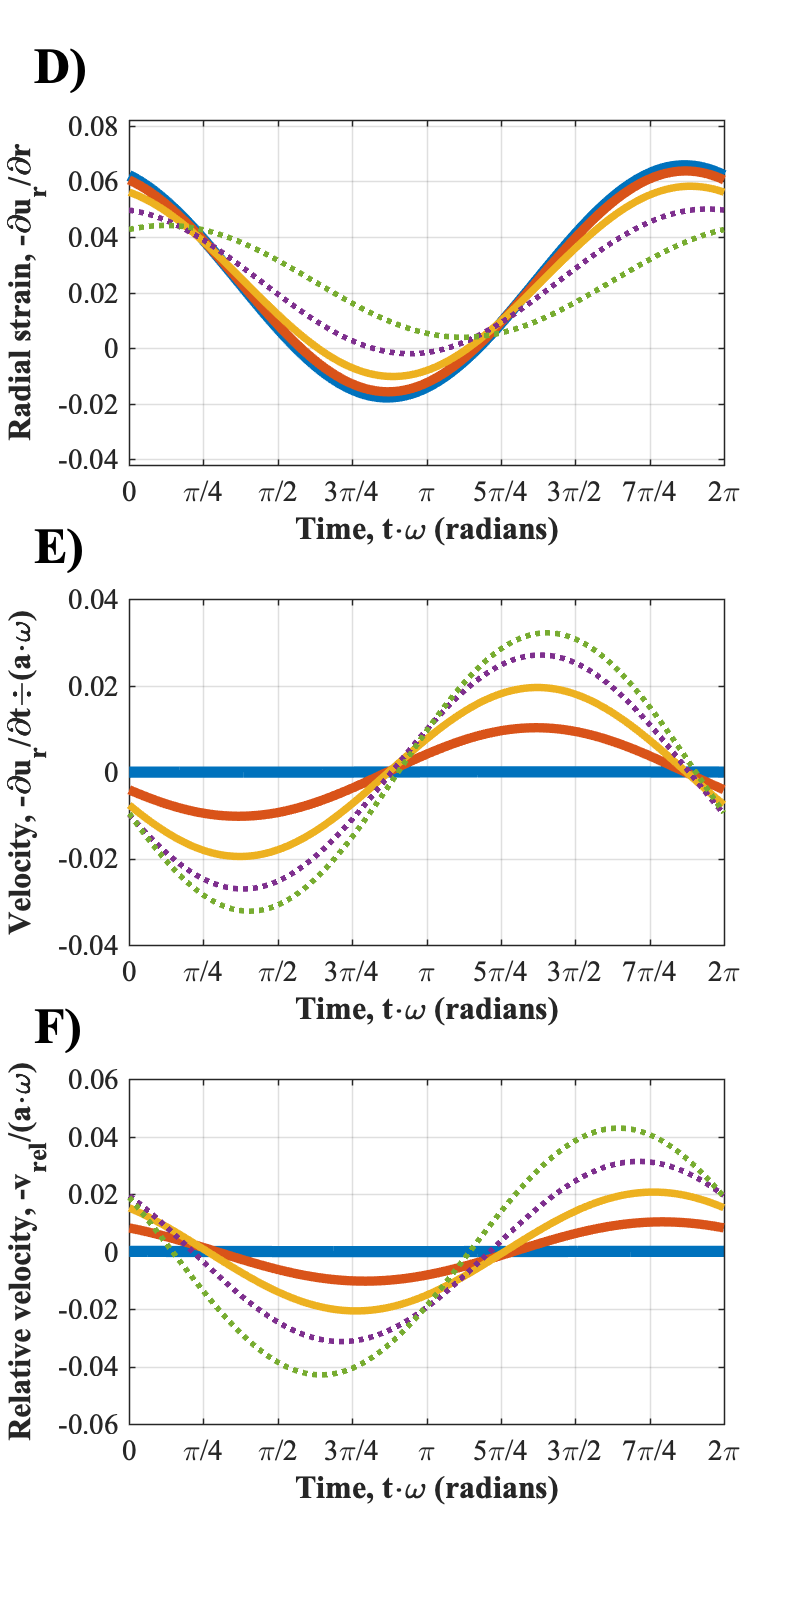 D)
Radial strain, -∂u_r/∂r
0.08
0.06
0.04
0.02
0
-0.02
-0.04
0 π/4 π/2 3π/4 π 5π/4 3π/2 7π/4 2π
Time, t·ω (radians)
E)
Velocity, -∂u_r/∂t÷(a·ω)
0.04
0.02
0
-0.02
-0.04
0 π/4 π/2 3π/4 π 5π/4 3π/2 7π/4 2π
Time, t·ω (radians)
F)
Relative velocity, -v_rel/(a·ω)
0.06
0.04
0.02
0
-0.02
-0.04
-0.06
0 π/4 π/2 3π/4 π 5π/4 3π/2 7π/4 2π
Time, t·ω (radians)